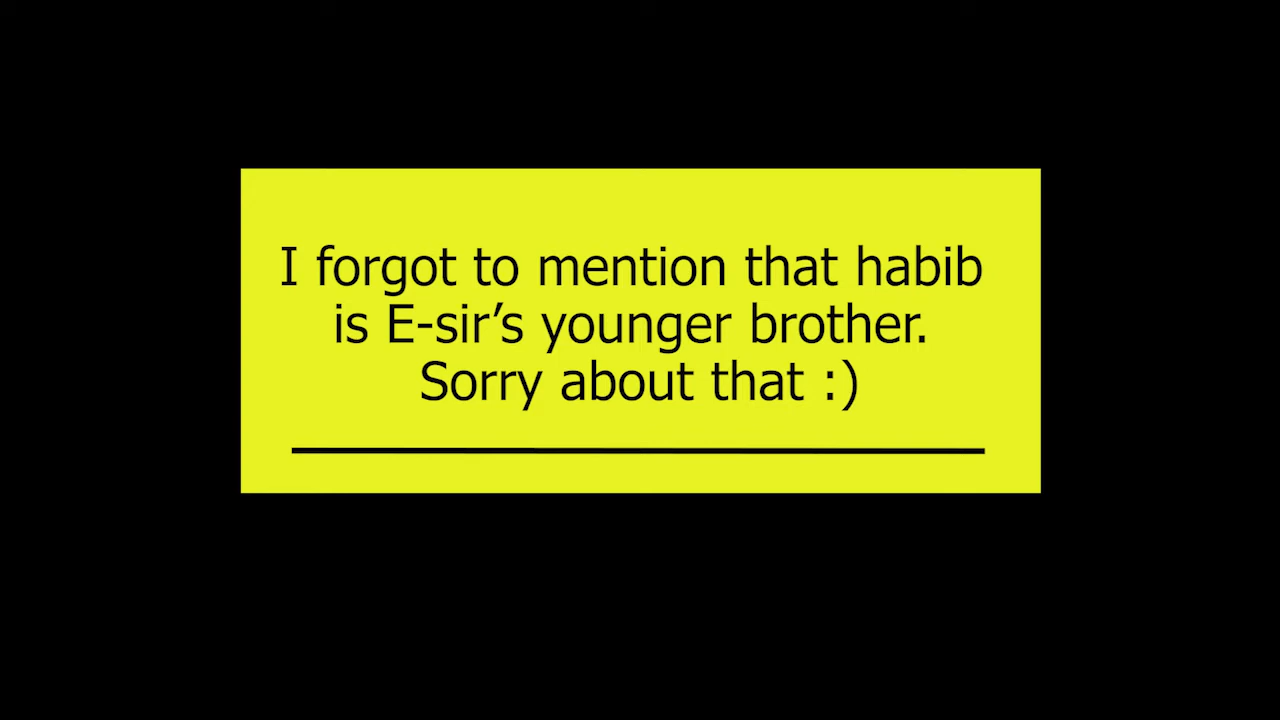 I forgot to mention that habib
is E-sir’s younger brother.
Sorry about that :)